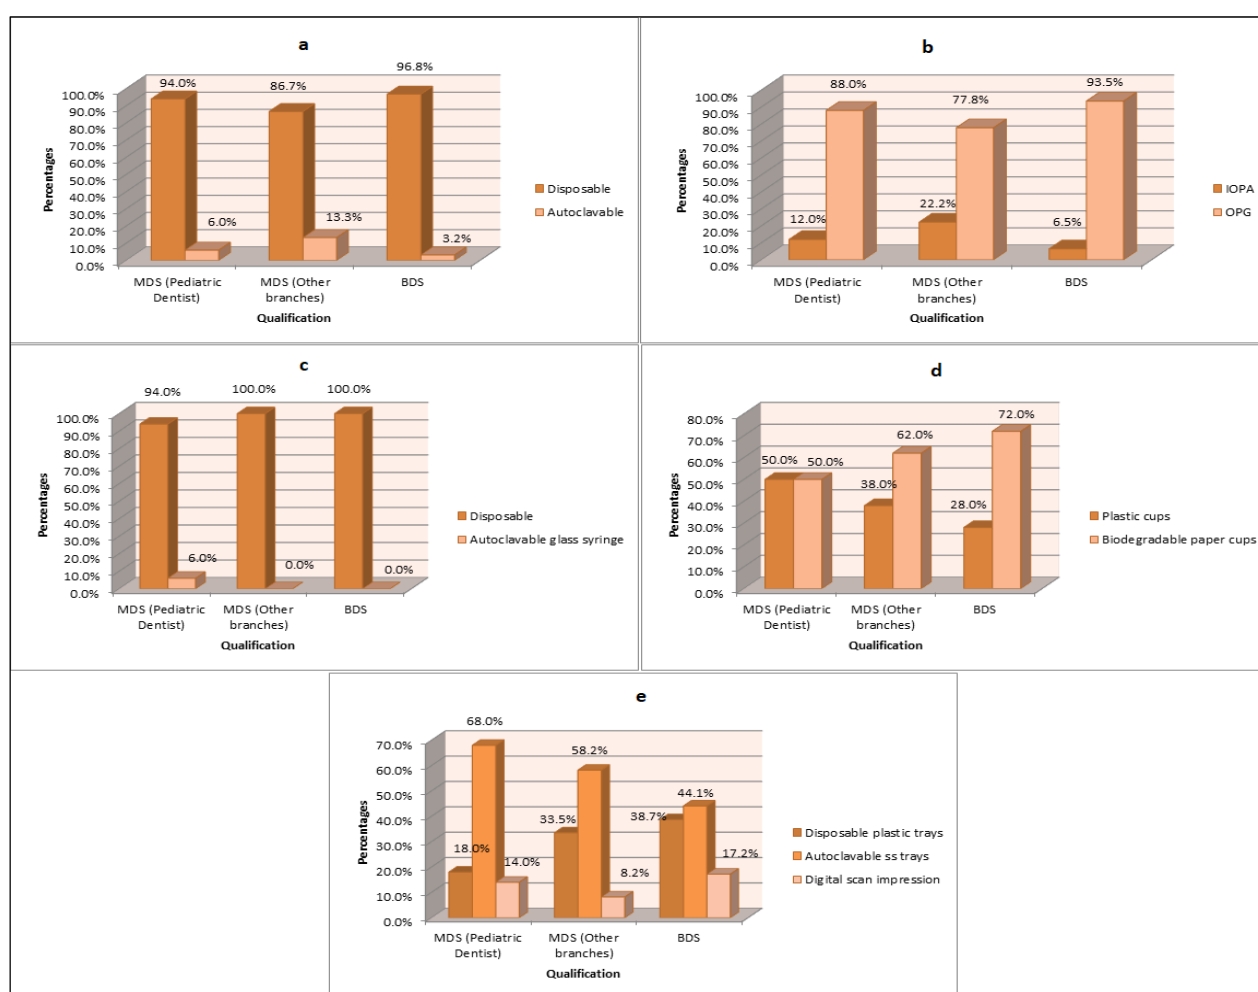 a
94.0%
86.7%
96.8%
100.0%
90.0%
80.0%
70.0%
60.0%
50.0%
40.0%
30.0%
20.0%
10.0%
0.0%
Percentages
6.0%
13.3%
3.2%
MDS (Pediatric
Dentist)
MDS (Other
branches)
BDS
Qualification
Disposable
Autoclavable
b
88.0%
77.8%
93.5%
100.0%
90.0%
80.0%
70.0%
60.0%
50.0%
40.0%
30.0%
20.0%
10.0%
0.0%
Percentages
12.0%
22.2%
6.5%
MDS (Pediatric
Dentist)
MDS (Other
branches)
BDS
Qualification
IOPA
OPG
c
94.0%
100.0%
100.0%
100.0%
90.0%
80.0%
70.0%
60.0%
50.0%
40.0%
30.0%
20.0%
10.0%
0.0%
Percentages
6.0%
0.0%
0.0%
MDS (Pediatric
Dentist)
MDS (Other
branches)
BDS
Qualification
Disposable
Autoclavable glass syringe
d
80.0%
70.0%
60.0%
50.0%
40.0%
30.0%
20.0%
10.0%
0.0%
Percentages
50.0%
50.0%
38.0%
62.0%
28.0%
72.0%
MDS (Pediatric
Dentist)
MDS (Other
branches)
BDS
Qualification
Plastic cups
Biodegradable paper cups
e
70.0%
60.0%
50.0%
40.0%
30.0%
20.0%
10.0%
0.0%
Percentages
18.0%
68.0%
14.0%
33.5%
58.2%
8.2%
38.7%
44.1%
17.2%
MDS (Pediatric
Dentist)
MDS (Other
branches)
BDS
Qualification
Disposable plastic trays
Autoclavable ss trays
Digital scan impression